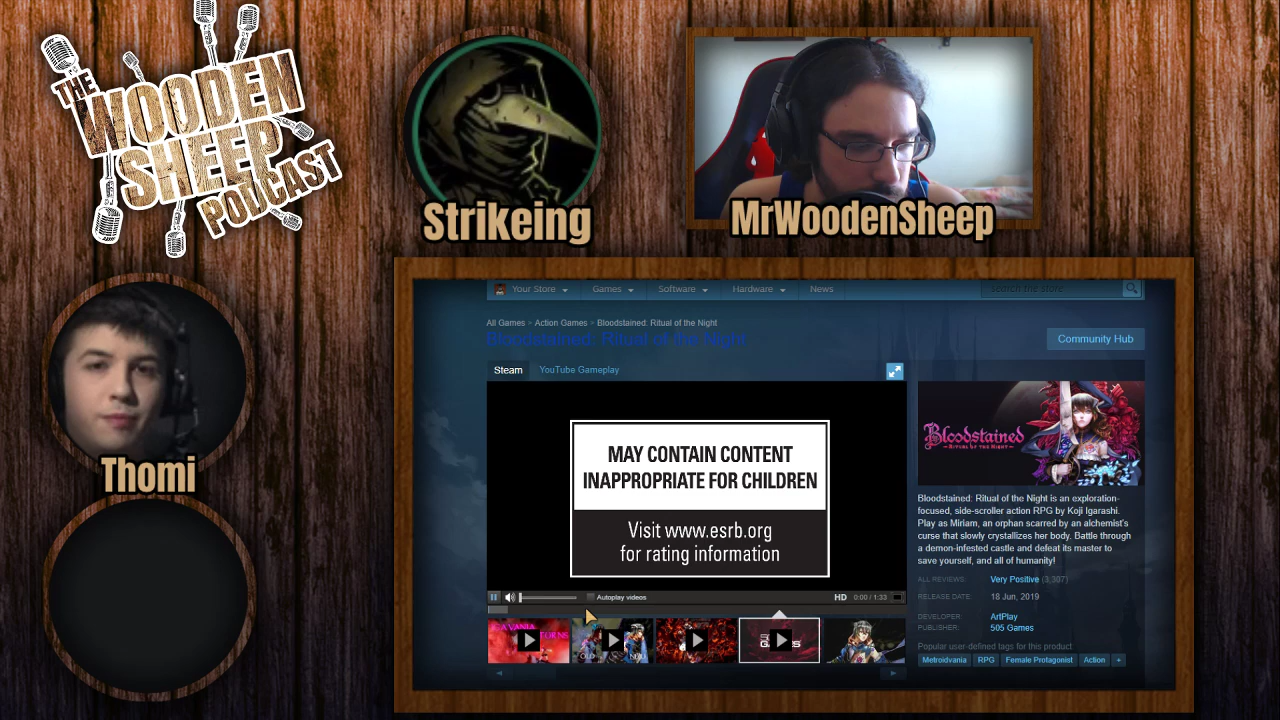 THE
WOODEN
SHEEP
PODCAST
Strikeing
MrWoodenSheep
Thomi
Your Store
Games
Software
Hardware
News
search the store
All Games > Action Games > Bloodstained: Ritual of the Night
Bloodstained: Ritual of the Night
Community Hub
Steam
YouTube Gameplay
MAY CONTAIN CONTENT
INAPPROPRIATE FOR CHILDREN
Visit www.esrb.org
for rating information
Autoplay videos
HD
0:00 / 1:33
Bloodstained
RITUAL OF THE NIGHT
Bloodstained: Ritual of the Night is an exploration-
focused, side-scroller action RPG by Koji Igarashi.
Play as Miriam, an orphan scarred by an alchemist's
curse that slowly crystallizes her body. Battle through
a demon-infested castle and defeat its master to
save yourself, and all of humanity!
ALL REVIEWS:
Very Positive (3,307)
RELEASE DATE:
18 Jun, 2019
DEVELOPER:
ArtPlay
PUBLISHER:
505 Games
Popular user-defined tags for this product:
Metroidvania
RPG
Female Protagonist
Action
+